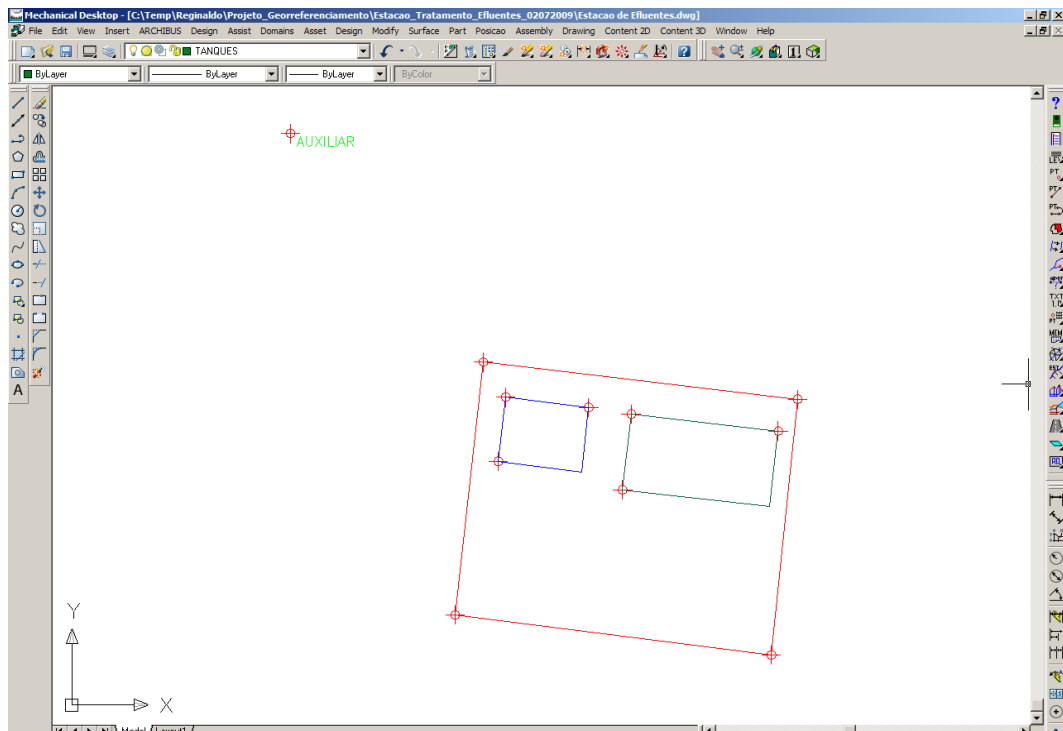 Mechanical Desktop - [C:\Temp\Reginaldo\Projeto_Georreferenciamento\Estacao_Tratamento_Efluentes_02072009\Estacao de Efluentes.dwg]
File Edit View Insert ARCHIBUS Design Assist Domains Asset Design Modify Surface Part Posicao Assembly Drawing Content 2D Content 3D Window Help
TANQUES
ByLayer ByLayer ByLayer ByColor
AUXILIAR
Y
X
Model Layout1